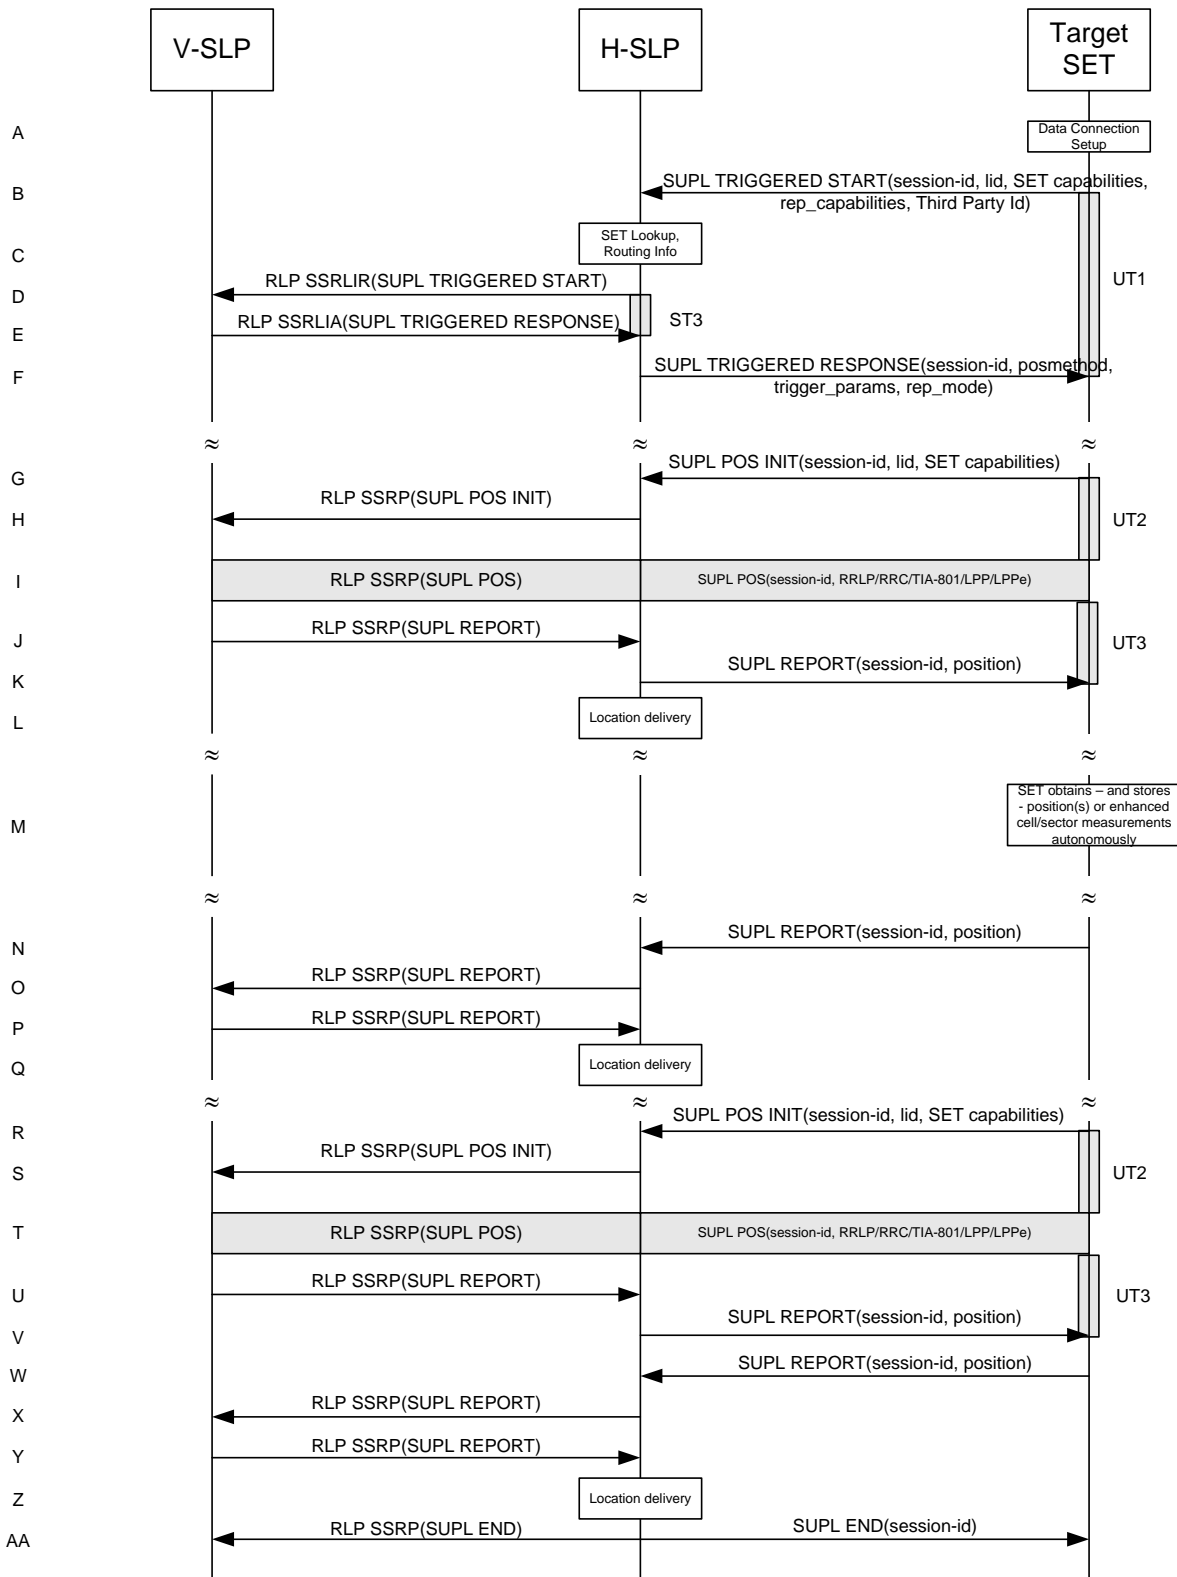 V-SLP
H-SLP
Target
SET
A
Data Connection
Setup
B
SUPL TRIGGERED START(session-id, lid, SET capabilities,
rep_capabilities, Third Party Id)
C
SET Lookup,
Routing Info
UT1
D
RLP SSRLIR(SUPL TRIGGERED START)
ST3
E
RLP SSRLIA(SUPL TRIGGERED RESPONSE)
F
SUPL TRIGGERED RESPONSE(session-id, posmethod,
trigger_params, rep_mode)
≈ ≈ ≈
G
SUPL POS INIT(session-id, lid, SET capabilities)
H
RLP SSRP(SUPL POS INIT)
UT2
I
RLP SSRP(SUPL POS)
SUPL POS(session-id, RRLP/RRC/TIA-801/LPP/LPPe)
J
RLP SSRP(SUPL REPORT)
UT3
K
SUPL REPORT(session-id, position)
L
Location delivery
≈ ≈ ≈
M
SET obtains – and stores
- position(s) or enhanced
cell/sector measurements
autonomously
≈ ≈ ≈
N
SUPL REPORT(session-id, position)
O
RLP SSRP(SUPL REPORT)
P
RLP SSRP(SUPL REPORT)
Q
Location delivery
≈ ≈ ≈
R
SUPL POS INIT(session-id, lid, SET capabilities)
S
RLP SSRP(SUPL POS INIT)
UT2
T
RLP SSRP(SUPL POS)
SUPL POS(session-id, RRLP/RRC/TIA-801/LPP/LPPe)
U
RLP SSRP(SUPL REPORT)
UT3
V
SUPL REPORT(session-id, position)
W
SUPL REPORT(session-id, position)
X
RLP SSRP(SUPL REPORT)
Y
RLP SSRP(SUPL REPORT)
Z
Location delivery
AA
RLP SSRP(SUPL END)
SUPL END(session-id)